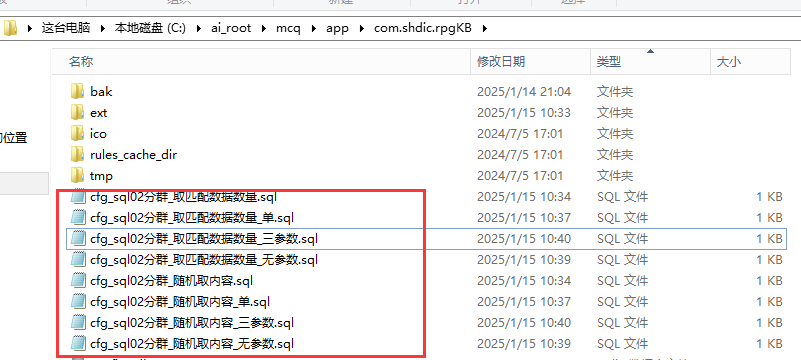 组织 新建 打开 选择
这台电脑 本地磁盘 (C:) ai_root mcq app com.shdic.rpgKB
名称 修改日期 类型 大小
bak 2025/1/14 21:04 文件夹
ext 2025/1/15 10:33 文件夹
的位置 ico 2024/7/5 17:01 文件夹
rules_cache_dir 2024/7/5 17:01 文件夹
tmp 2024/7/5 17:01 文件夹
cfg_sql02分群_取匹配数据数量.sql 2025/1/15 10:34 SQL 文件 1 KB
cfg_sql02分群_取匹配数据数量_单.sql 2025/1/15 10:37 SQL 文件 1 KB
cfg_sql02分群_取匹配数据数量_三参数.sql 2025/1/15 10:40 SQL 文件 1 KB
cfg_sql02分群_取匹配数据数量_无参数.sql 2025/1/15 10:39 SQL 文件 1 KB
cfg_sql02分群_随机取内容.sql 2025/1/15 10:34 SQL 文件 1 KB
cfg_sql02分群_随机取内容_单.sql 2025/1/15 10:37 SQL 文件 1 KB
cfg_sql02分群_随机取内容_三参数.sql 2025/1/15 10:40 SQL 文件 1 KB
cfg_sql02分群_随机取内容_无参数.sql 2025/1/15 10:39 SQL 文件 1 KB